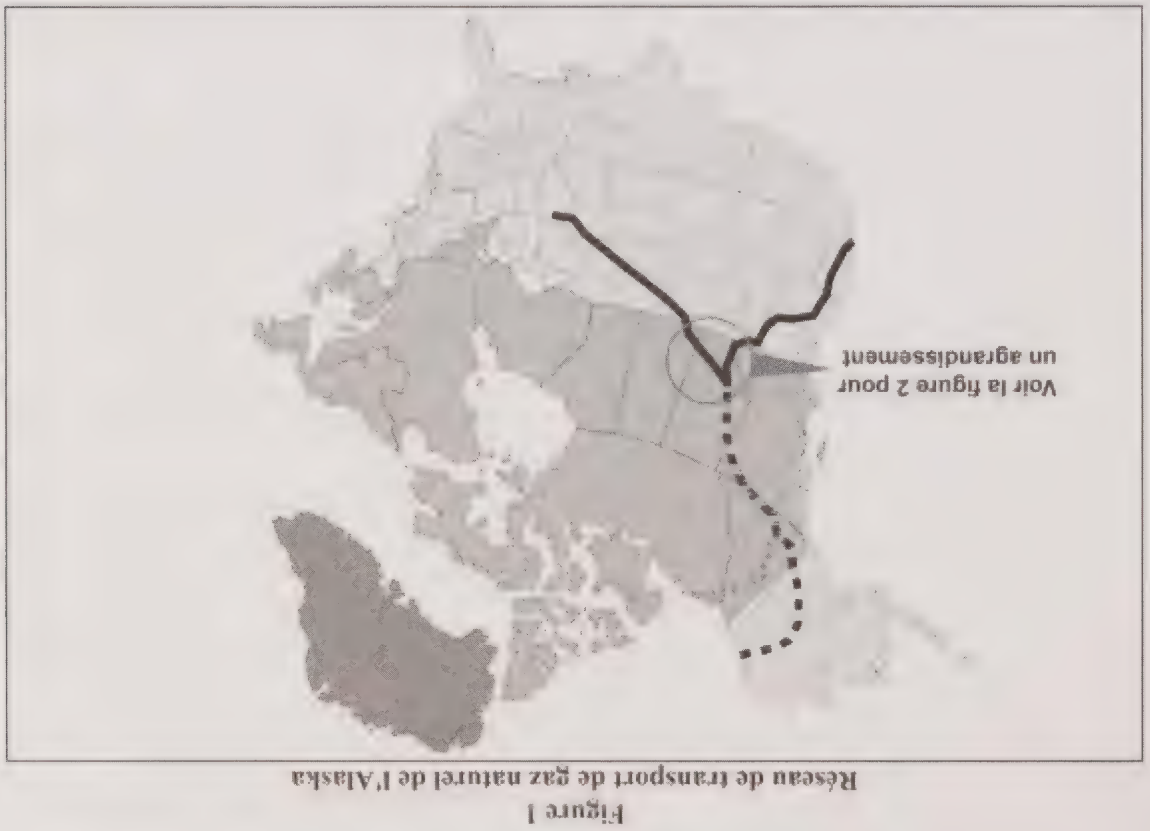 Figure 1
Réseau de transport de gaz naturel de l'Alaska
Voir la figure 2 pour
un agrandissement